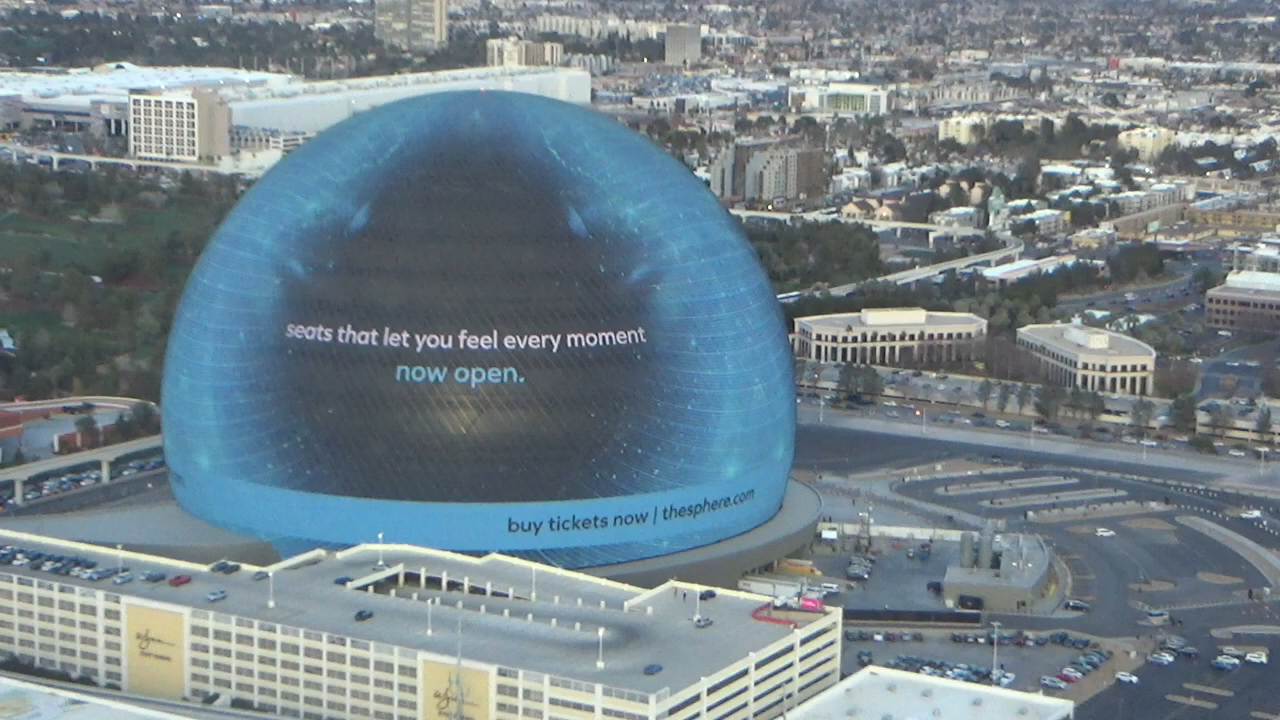 seats that let you feel every moment
now open.
buy tickets now | thesphere.com